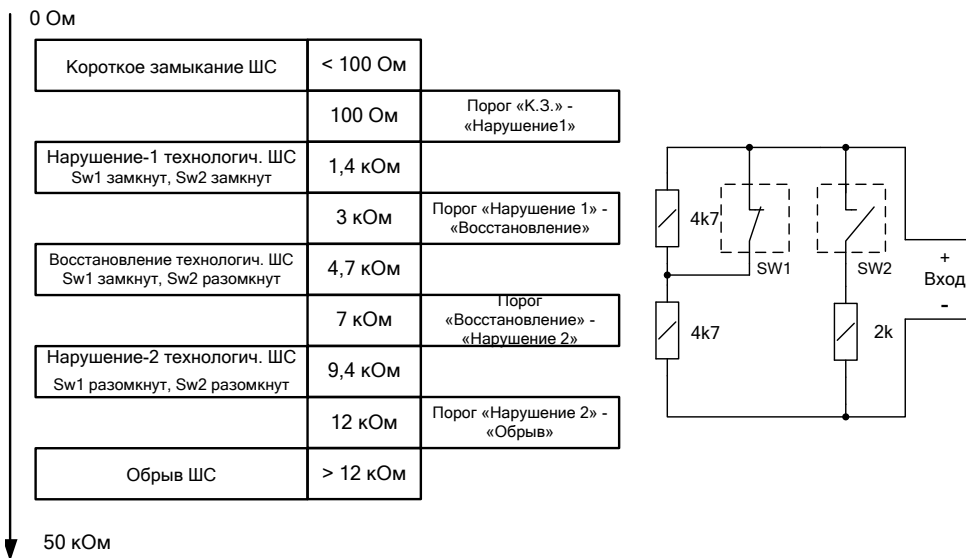 0 Ом
Короткое замыкание ШС
< 100 Ом
100 Ом
Порог «К.З.» -
«Нарушение1»
Нарушение-1 технологич. ШС
Sw1 замкнут, Sw2 замкнут
1,4 кОм
3 кОм
Порог «Нарушение 1» -
«Восстановление»
Восстановление технологич. ШС
Sw1 замкнут, Sw2 разомкнут
4,7 кОм
7 кОм
Порог
«Восстановление» -
«Нарушение 2»
Нарушение-2 технологич. ШС
Sw1 разомкнут, Sw2 разомкнут
9,4 кОм
12 кОм
Порог «Нарушение 2» -
«Обрыв»
Обрыв ШС
> 12 кОм
50 кОм
4k7
SW1
SW2
+
Вход
-
4k7
2k